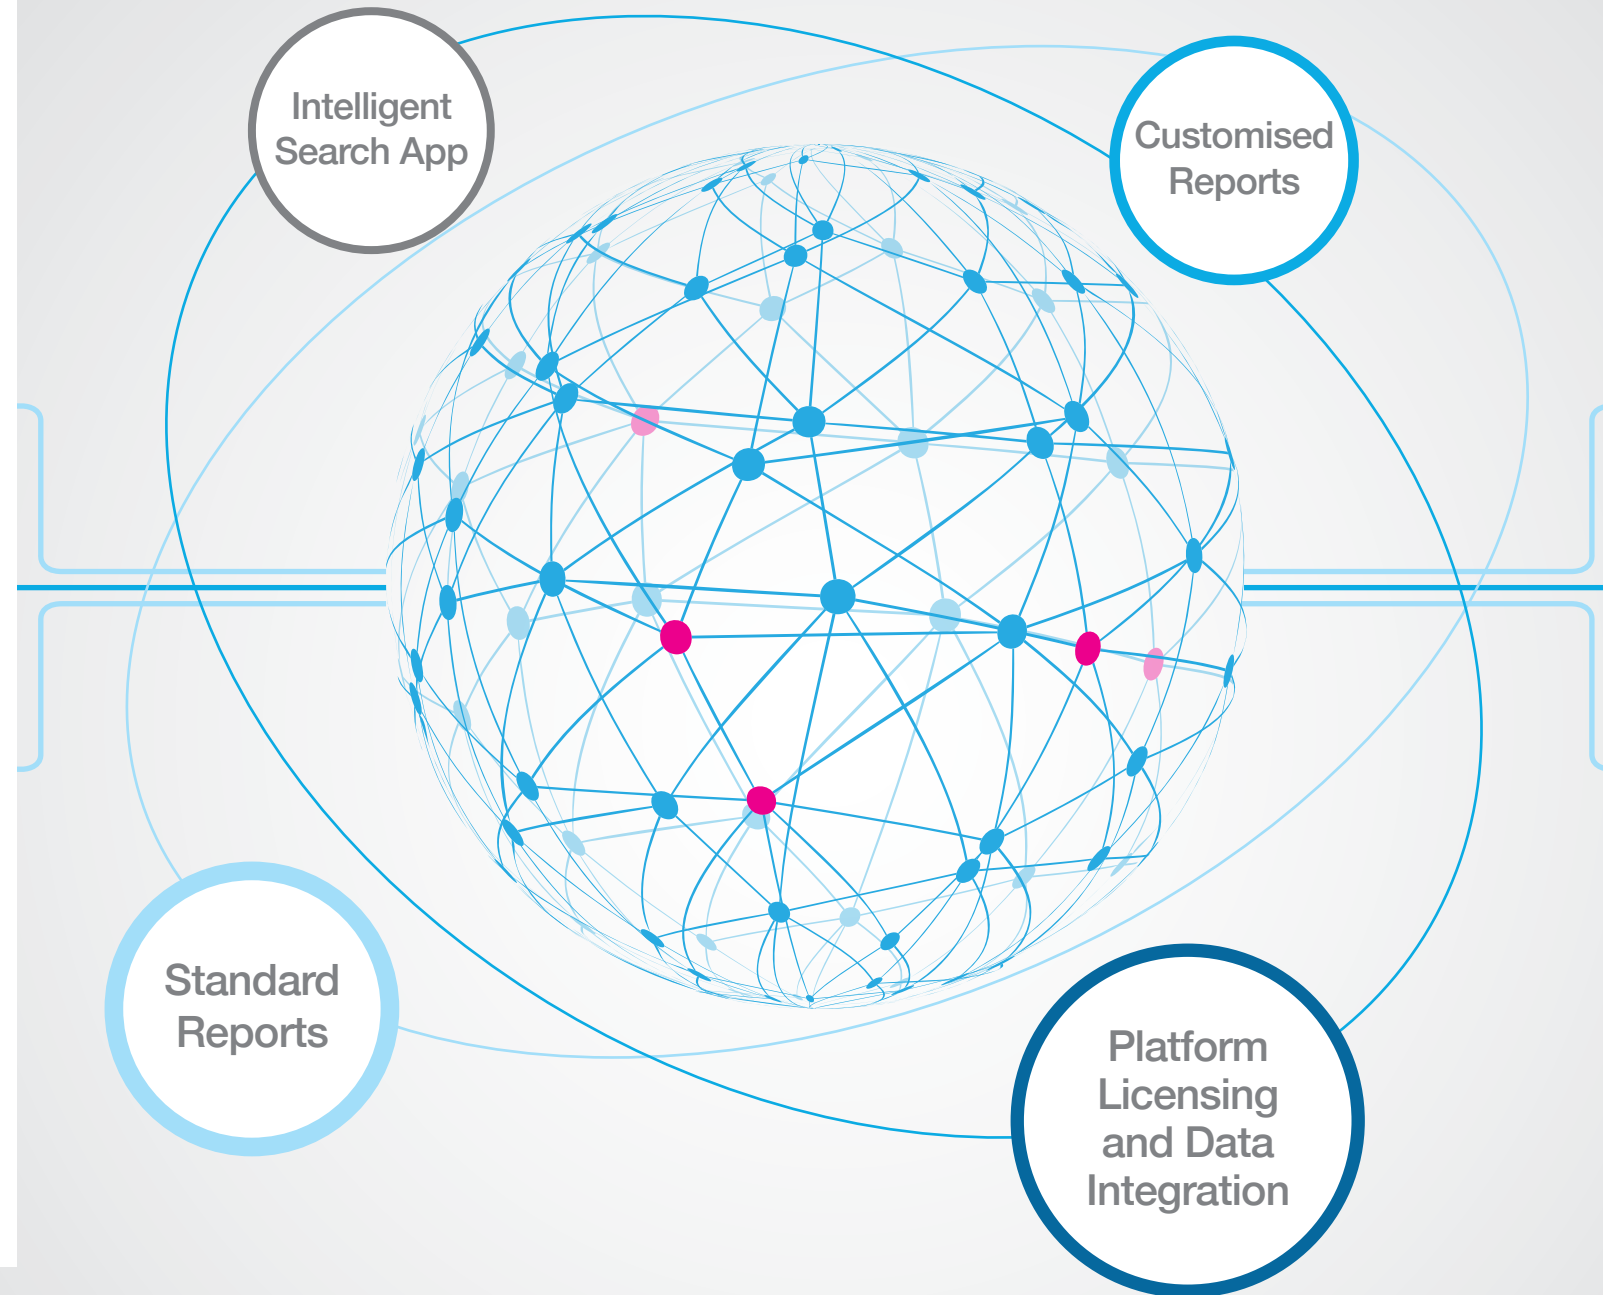 Intelligent
Search App
Customised
Reports
Standard
Reports
Platform
Licensing
and Data
Integration